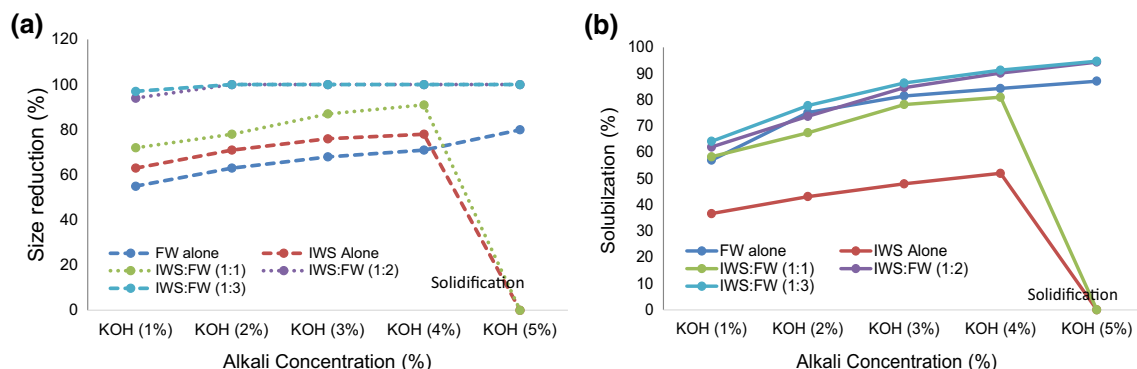 (a)
120
100
80
60
40
20
0
Size reduction (%)
FW alone
IWS Alone
IWS:FW (1:1)
IWS:FW (1:2)
IWS:FW (1:3)
Solidification
KOH (1%) KOH (2%) KOH (3%) KOH (4%) KOH (5%)
Alkali Concentration (%)
(b)
100
90
80
70
60
50
40
30
20
10
0
Solubilzation (%)
FW alone
IWS Alone
IWS:FW (1:1)
IWS:FW (1:2)
IWS:FW (1:3)
Solidification
KOH (1%) KOH (2%) KOH (3%) KOH (4%) KOH (5%)
Alkali Concentration (%)